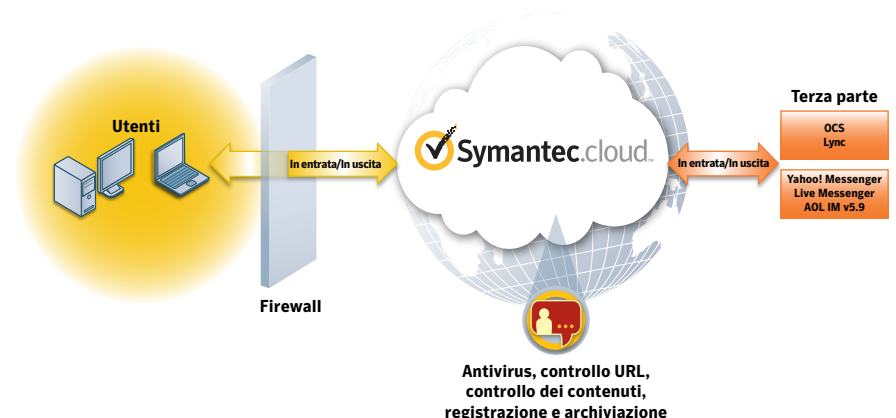 Terza parte
Utenti
OCS
Lync
In entrata/In uscita
Symantec.cloud
In entrata/In uscita
Yahoo! Messenger
Live Messenger
AOL IM v5.9
Firewall
Antivirus, controllo URL,
controllo dei contenuti,
registrazione e archiviazione